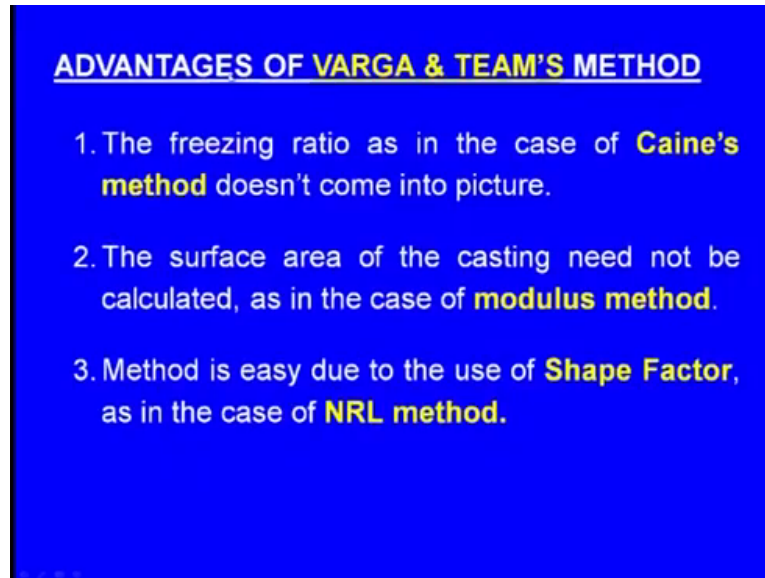 ADVANTAGES OF VARGA & TEAM'S METHOD
1. The freezing ratio as in the case of Caine's
method doesn't come into picture.
2. The surface area of the casting need not be
calculated, as in the case of modulus method.
3. Method is easy due to the use of Shape Factor,
as in the case of NRL method.